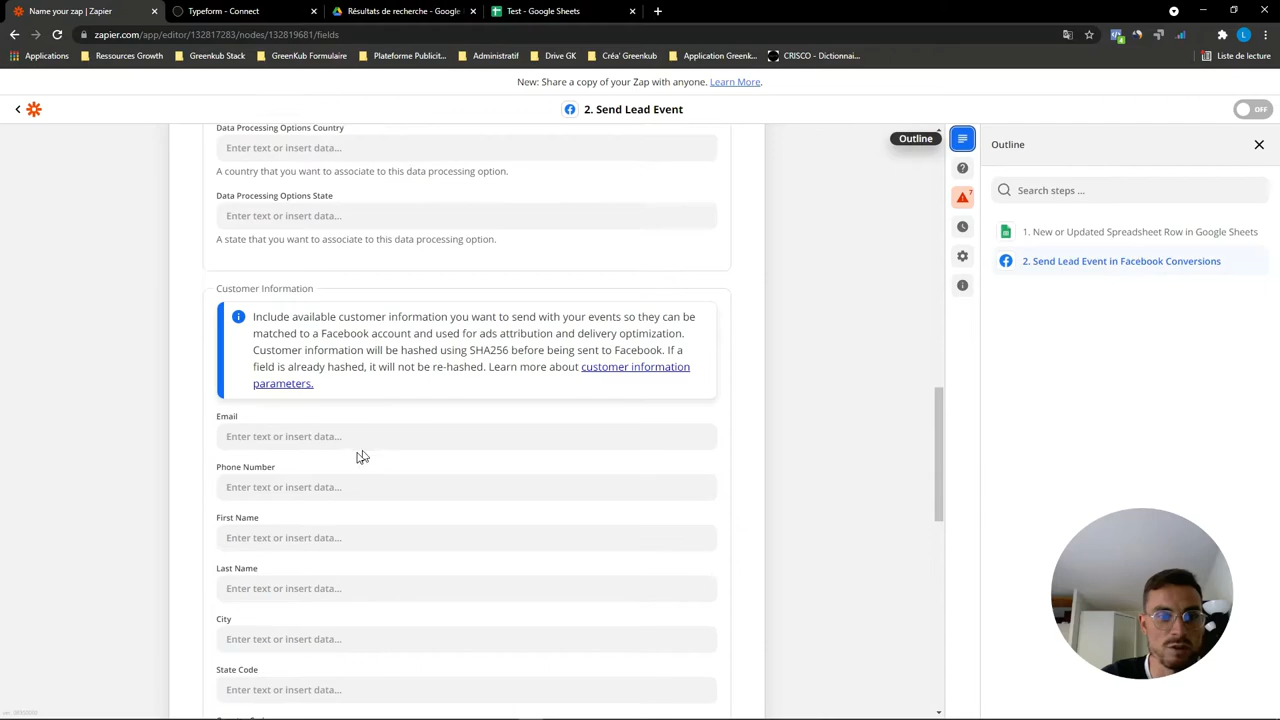 Name your zap | Zapier
Typeform - Connect
Résultats de recherche - Google
Test - Google Sheets
zapier.com/app/editor/132817283/nodes/132819681/fields
Applications
Ressources Growth
Greenkub Stack
GreenKub Formulaire
Plateforme Publicit...
Administratif
Drive GK
Créa' Greenkub
Application Greenk...
CRISCO - Dictionnai...
Liste de lecture
New: Share a copy of your Zap with anyone. Learn More.
2. Send Lead Event
OFF
Data Processing Options Country
Enter text or insert data...
A country that you want to associate to this data processing option.
Data Processing Options State
Enter text or insert data...
A state that you want to associate to this data processing option.
Customer Information
Include available customer information you want to send with your events so they can be
matched to a Facebook account and used for ads attribution and delivery optimization.
Customer information will be hashed using SHA256 before being sent to Facebook. If a
field is already hashed, it will not be re-hashed. Learn more about customer information
parameters.
Email
Enter text or insert data...
Phone Number
Enter text or insert data...
First Name
Enter text or insert data...
Last Name
Enter text or insert data...
City
Enter text or insert data...
State Code
Enter text or insert data...
Outline
7
Outline
Search steps ...
1. New or Updated Spreadsheet Row in Google Sheets
2. Send Lead Event in Facebook Conversions